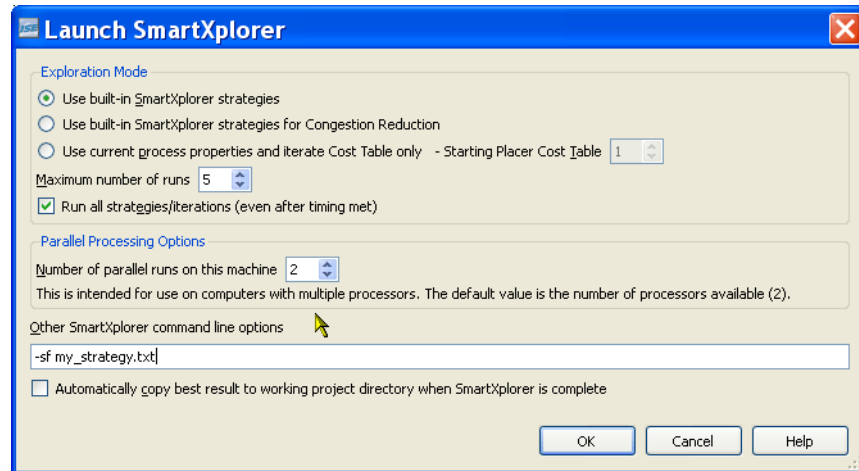 ISE Launch SmartXplorer
Exploration Mode
Use built-in SmartXplorer strategies
Use built-in SmartXplorer strategies for Congestion Reduction
Use current process properties and iterate Cost Table only - Starting Placer Cost Table 1
Maximum number of runs 5
Run all strategies/iterations (even after timing met)
Parallel Processing Options
Number of parallel runs on this machine 2
This is intended for use on computers with multiple processors. The default value is the number of processors available (2).
Other SmartXplorer command line options
-sf my_strategy.txt
Automatically copy best result to working project directory when SmartXplorer is complete
OK Cancel Help